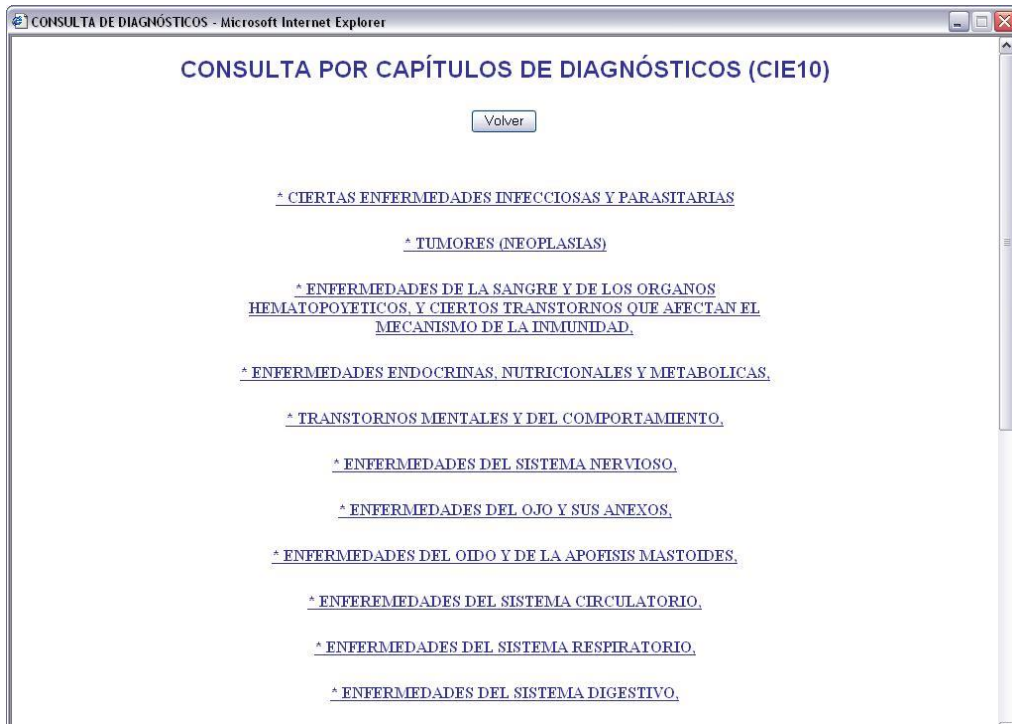 CONSULTA DE DIAGNÓSTICOS - Microsoft Internet Explorer
CONSULTA POR CAPÍTULOS DE DIAGNÓSTICOS (CIE10)
Volver
* CIERTAS ENFERMEDADES INFECCIOSAS Y PARASITARIAS
* TUMORES (NEOPLASIAS)
* ENFERMEDADES DE LA SANGRE Y DE LOS ORGANOS
HEMATOPOYETICOS, Y CIERTOS TRANSTORNOS QUE AFECTAN EL
MECANISMO DE LA INMUNIDAD,
* ENFERMEDADES ENDOCRINAS, NUTRICIONALES Y METABOLICAS,
* TRANSTORNOS MENTALES Y DEL COMPORTAMIENTO,
* ENFERMEDADES DEL SISTEMA NERVIOSO,
* ENFERMEDADES DEL OJO Y SUS ANEXOS,
* ENFERMEDADES DEL OIDO Y DE LA APOFISIS MASTOIDES,
* ENFEREMEDADES DEL SISTEMA CIRCULATORIO,
* ENFERMEDADES DEL SISTEMA RESPIRATORIO,
* ENFERMEDADES DEL SISTEMA DIGESTIVO,